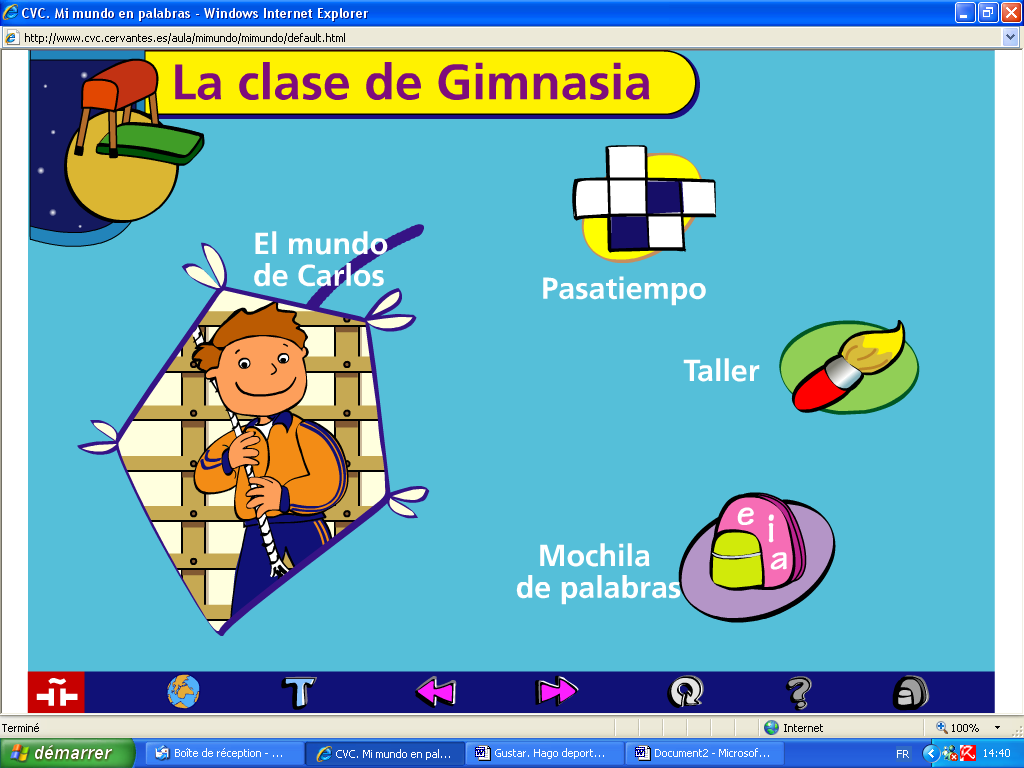 CVC. Mi mundo en palabras - Windows Internet Explorer
http://www.cvc.cervantes.es/aula/mimundo/mimundo/default.html
La clase de Gimnasia
El mundo
de Carlos
Pasatiempo
Taller
e
i
a
Mochila
de palabras
T
?
Terminé
Internet
100%
démarrer
Boîte de réception - ...
CVC. Mi mundo en pal...
Gustar. Hago deport...
Document2 - Microsof...
FR
14:40